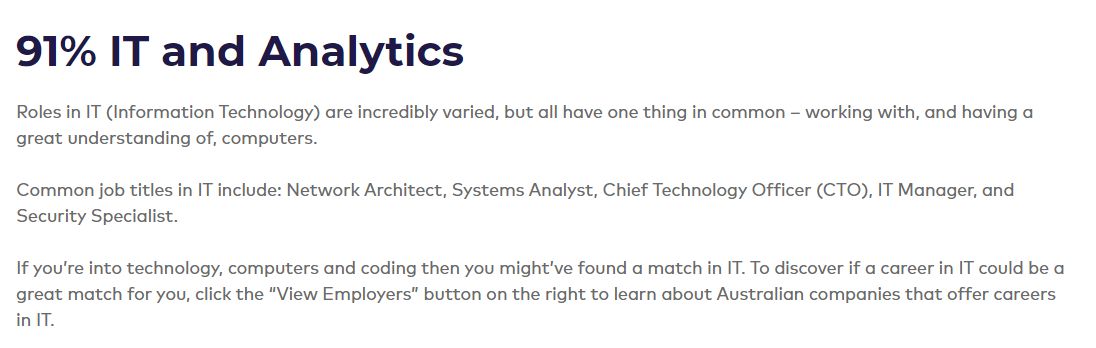 91% IT and Analytics
Roles in IT (Information Technology) are incredibly varied, but all have one thing in common – working with, and having a
great understanding of, computers.
Common job titles in IT include: Network Architect, Systems Analyst, Chief Technology Officer (CTO), IT Manager, and
Security Specialist.
If you’re into technology, computers and coding then you might’ve found a match in IT. To discover if a career in IT could be a
great match for you, click the “View Employers” button on the right to learn about Australian companies that offer careers
in IT.